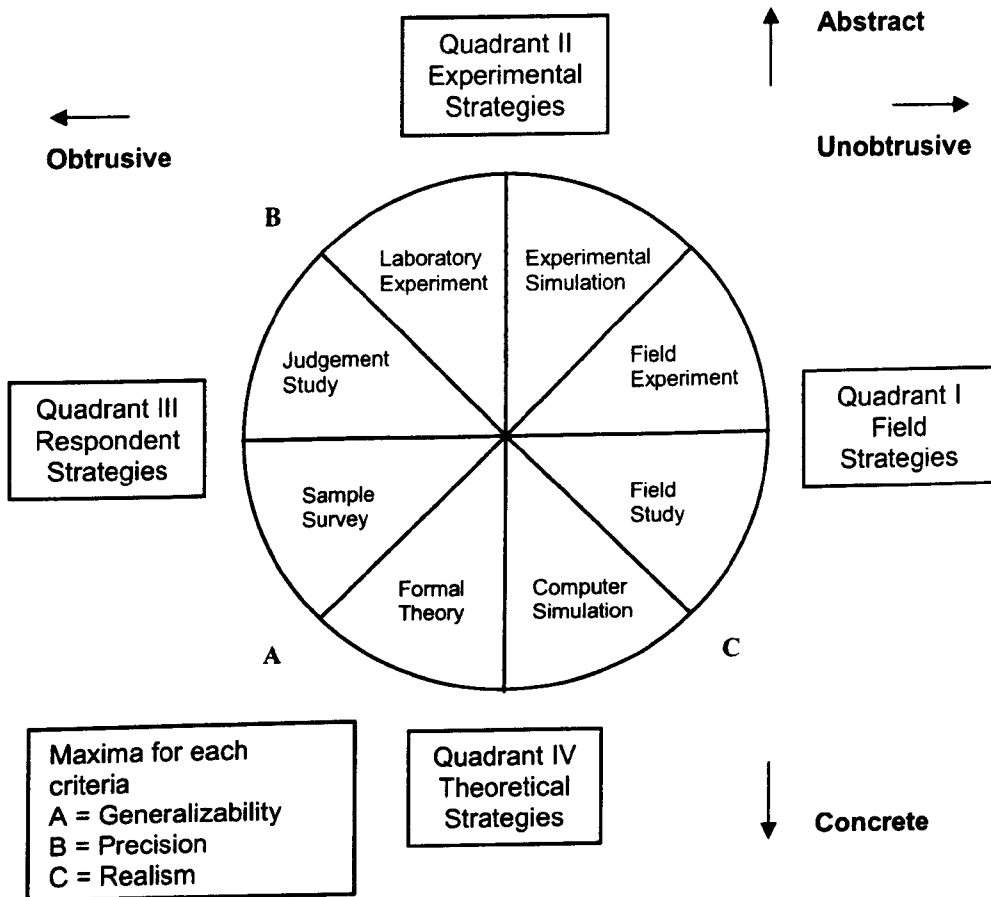 Quadrant II
Experimental
Strategies
Abstract
Obtrusive
Unobtrusive
B
Laboratory
Experiment
Experimental
Simulation
Judgement
Study
Field
Experiment
Quadrant III
Respondent
Strategies
Quadrant I
Field
Strategies
Sample
Survey
Field
Study
Formal
Theory
Computer
Simulation
A
C
Maxima for each
criteria
A = Generalizability
B = Precision
C = Realism
Quadrant IV
Theoretical
Strategies
Concrete